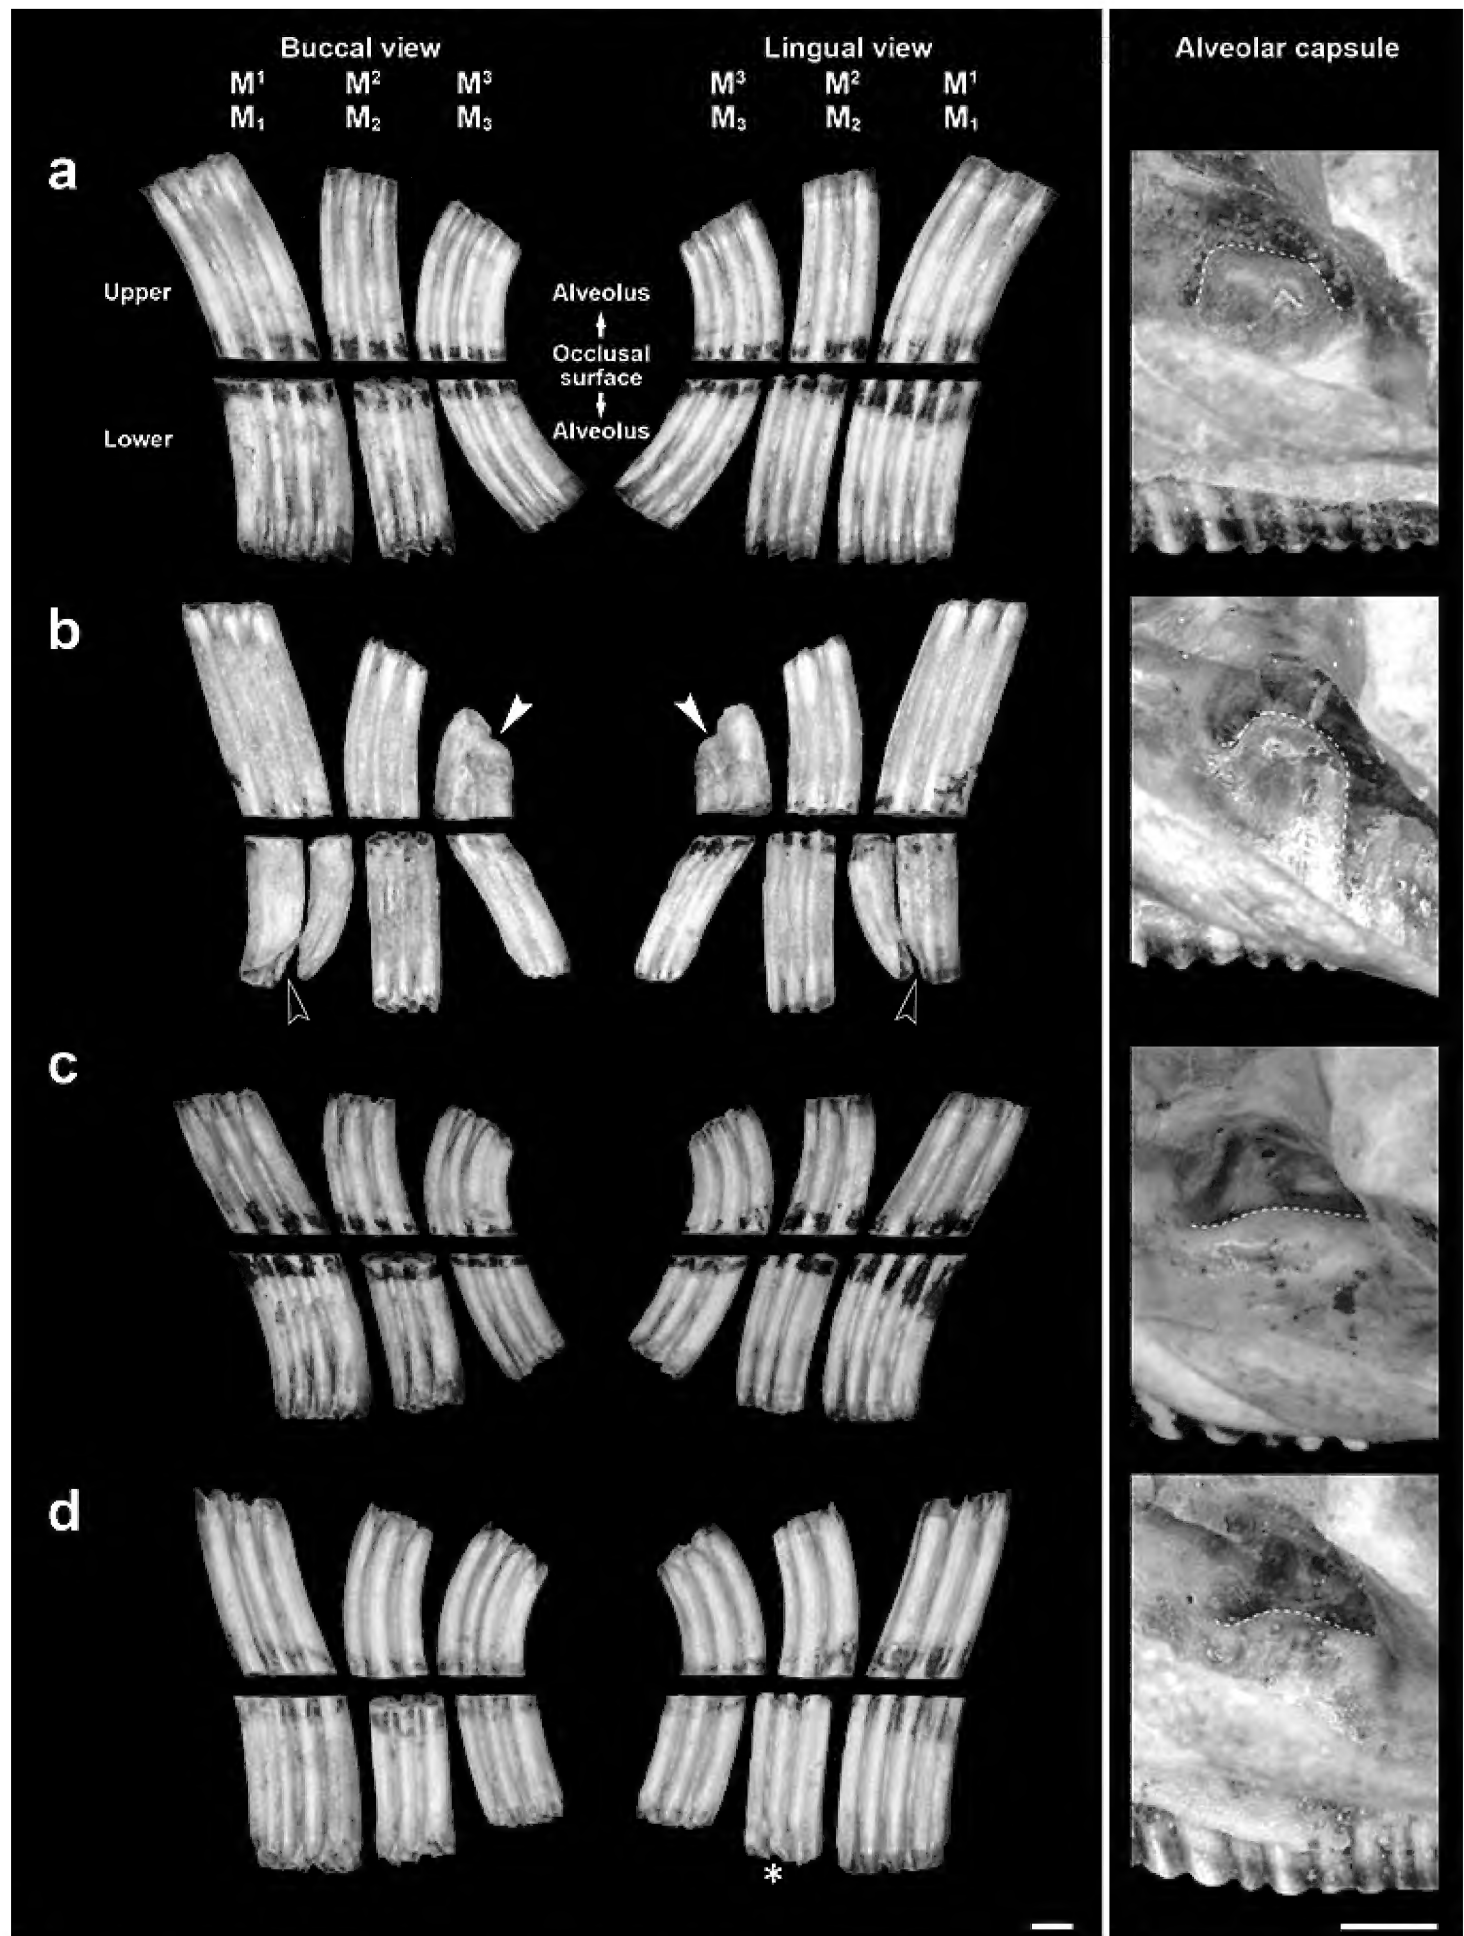 Buccal view
M¹ M² M³
M₁ M₂ M₃
Lingual view
M³ M² M¹
M₃ M₂ M₁
Alveolar capsule
a
Upper
Lower
Alveolus
Occlusal
surface
Alveolus
b
c
d
*